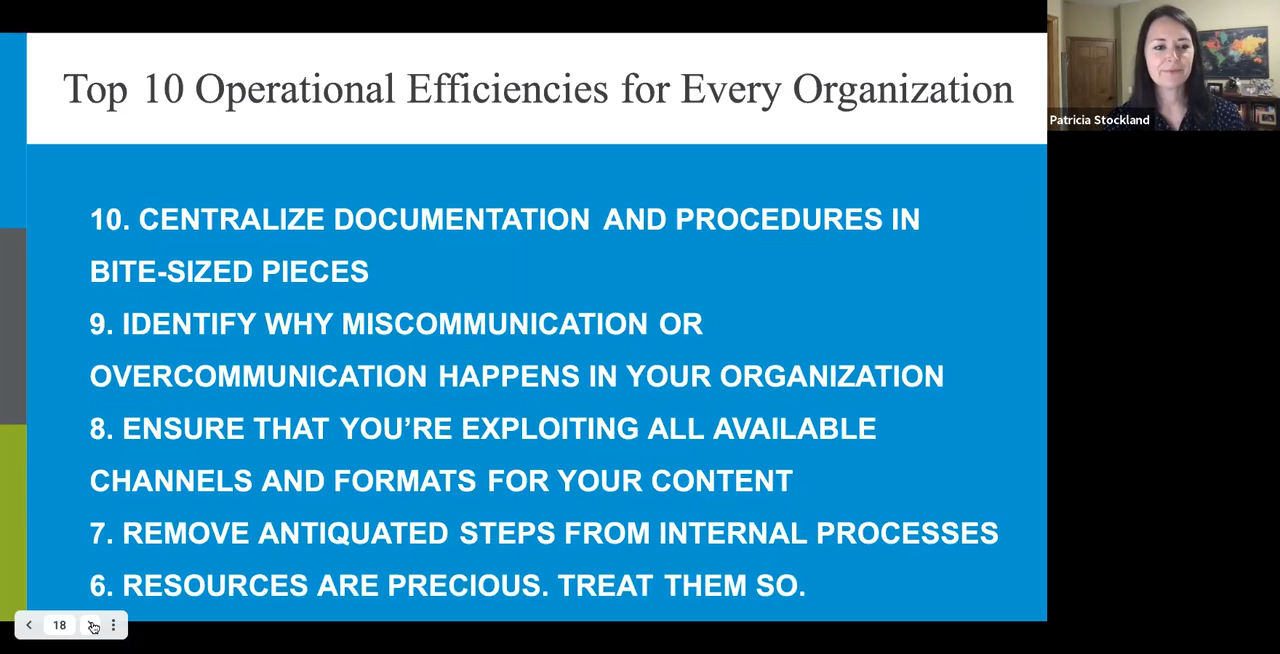 Top 10 Operational Efficiencies for Every Organization
Patricia Stockland
10. CENTRALIZE DOCUMENTATION AND PROCEDURES IN
BITE-SIZED PIECES
9. IDENTIFY WHY MISCOMMUNICATION OR
OVERCOMMUNICATION HAPPENS IN YOUR ORGANIZATION
8. ENSURE THAT YOU’RE EXPLOITING ALL AVAILABLE
CHANNELS AND FORMATS FOR YOUR CONTENT
7. REMOVE ANTIQUATED STEPS FROM INTERNAL PROCESSES
6. RESOURCES ARE PRECIOUS. TREAT THEM SO.
18